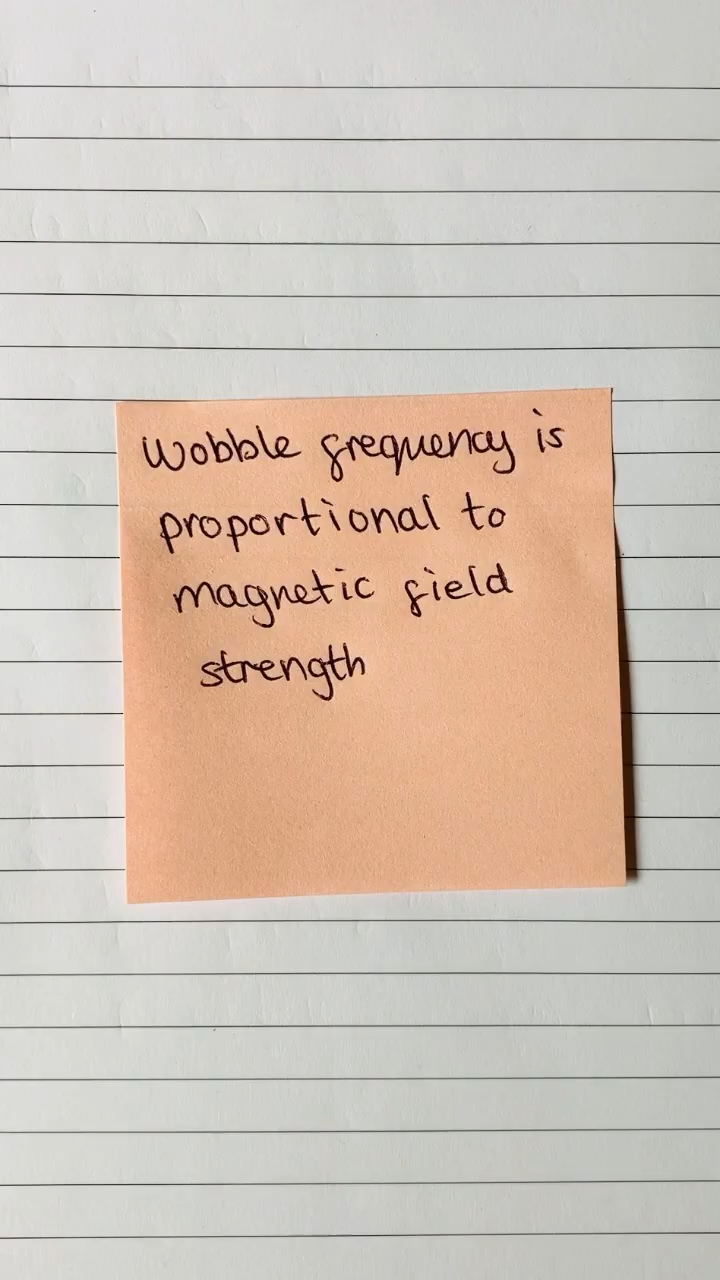 Wobble frequency is
proportional to
magnetic field
strength